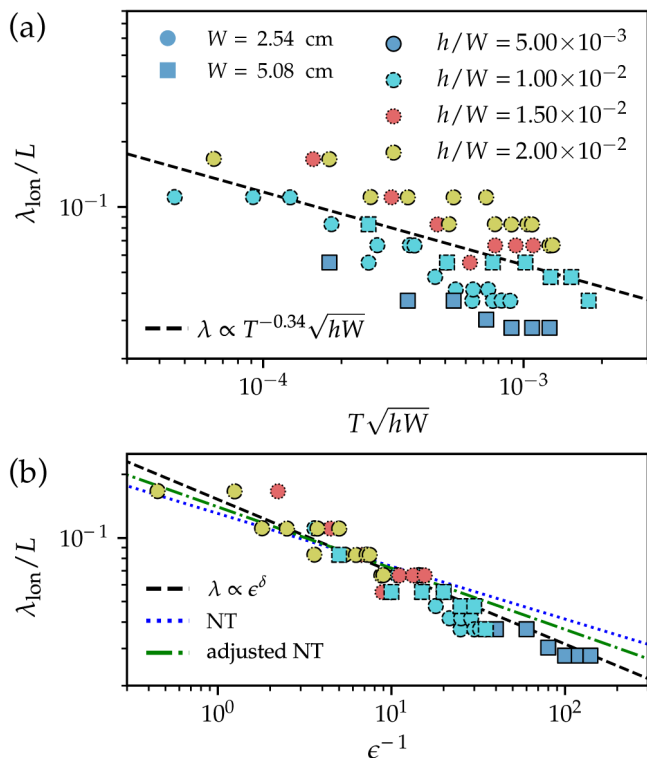 (a)
W = 2.54 cm
W = 5.08 cm
h/W = 5.00×10⁻³
h/W = 1.00×10⁻²
h/W = 1.50×10⁻²
h/W = 2.00×10⁻²
λ_lon/L
10⁻¹
λ ∝ T⁻⁰·³⁴√hW
10⁻⁴
10⁻³
T√hW
(b)
λ_lon/L
10⁻¹
λ ∝ ϵ^δ
NT
adjusted NT
10⁰
10¹
10²
ϵ⁻¹